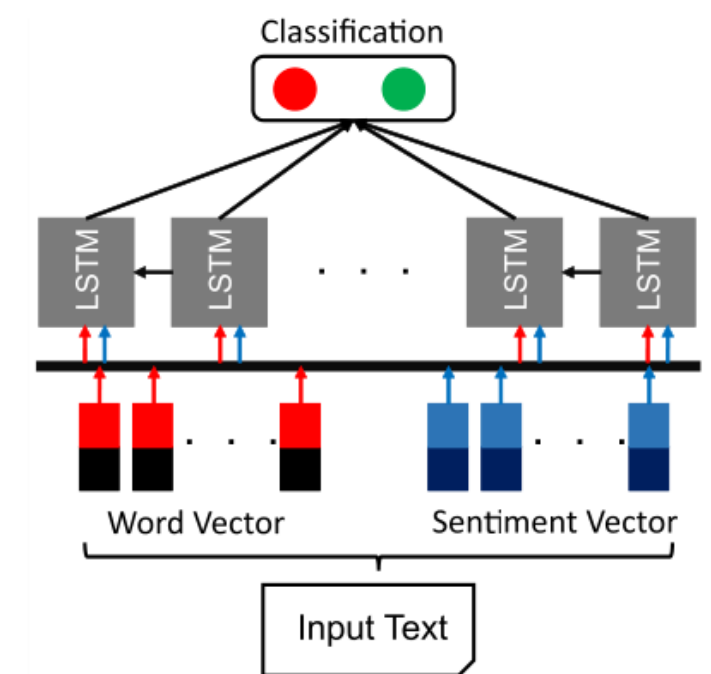 Classification
LSTM
LSTM
. . .
LSTM
LSTM
. . .
. . .
Word Vector
Sentiment Vector
Input Text